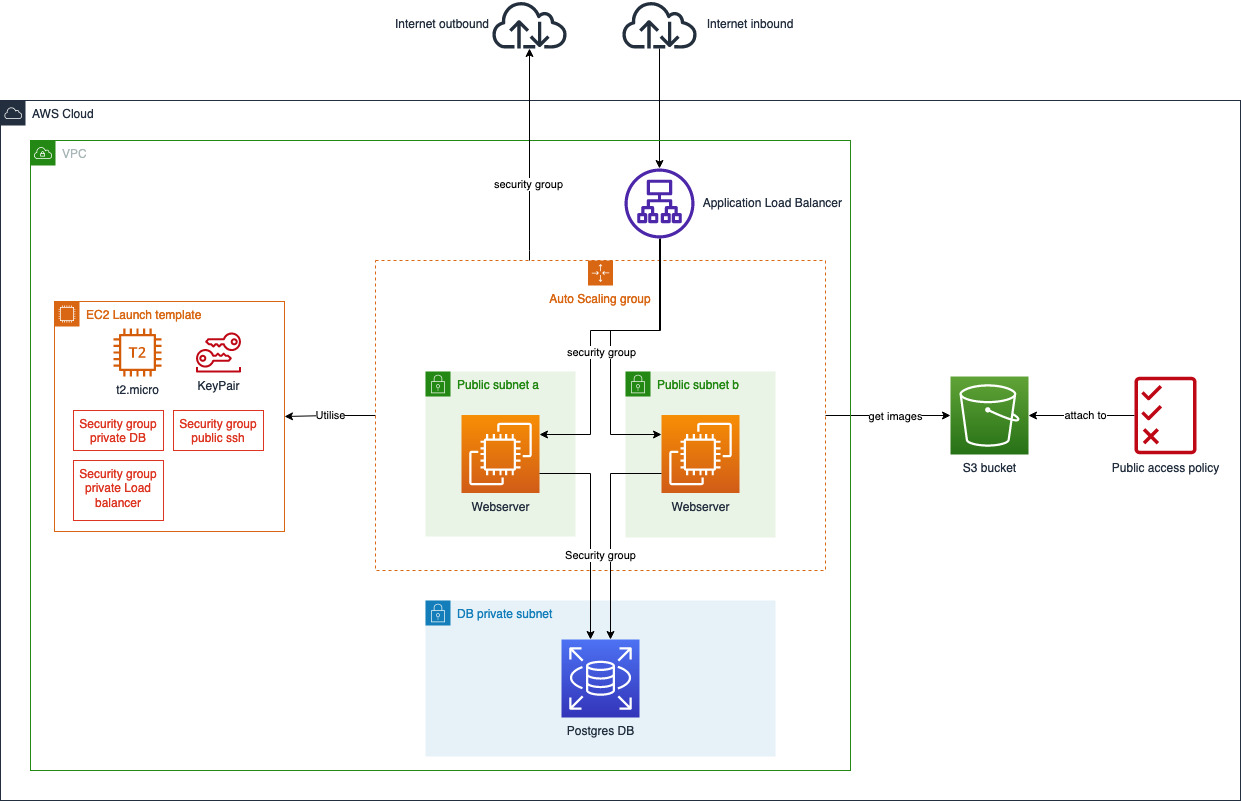 Internet outbound
Internet inbound
AWS Cloud
VPC
security group
Application Load Balancer
Auto Scaling group
EC2 Launch template
T2
t2.micro
KeyPair
Security group
private DB
Security group
public ssh
Security group
private Load
balancer
Utilise
security group
Public subnet a
Public subnet b
Webserver
Webserver
get images
S3 bucket
attach to
Public access policy
Security group
DB private subnet
Postgres DB